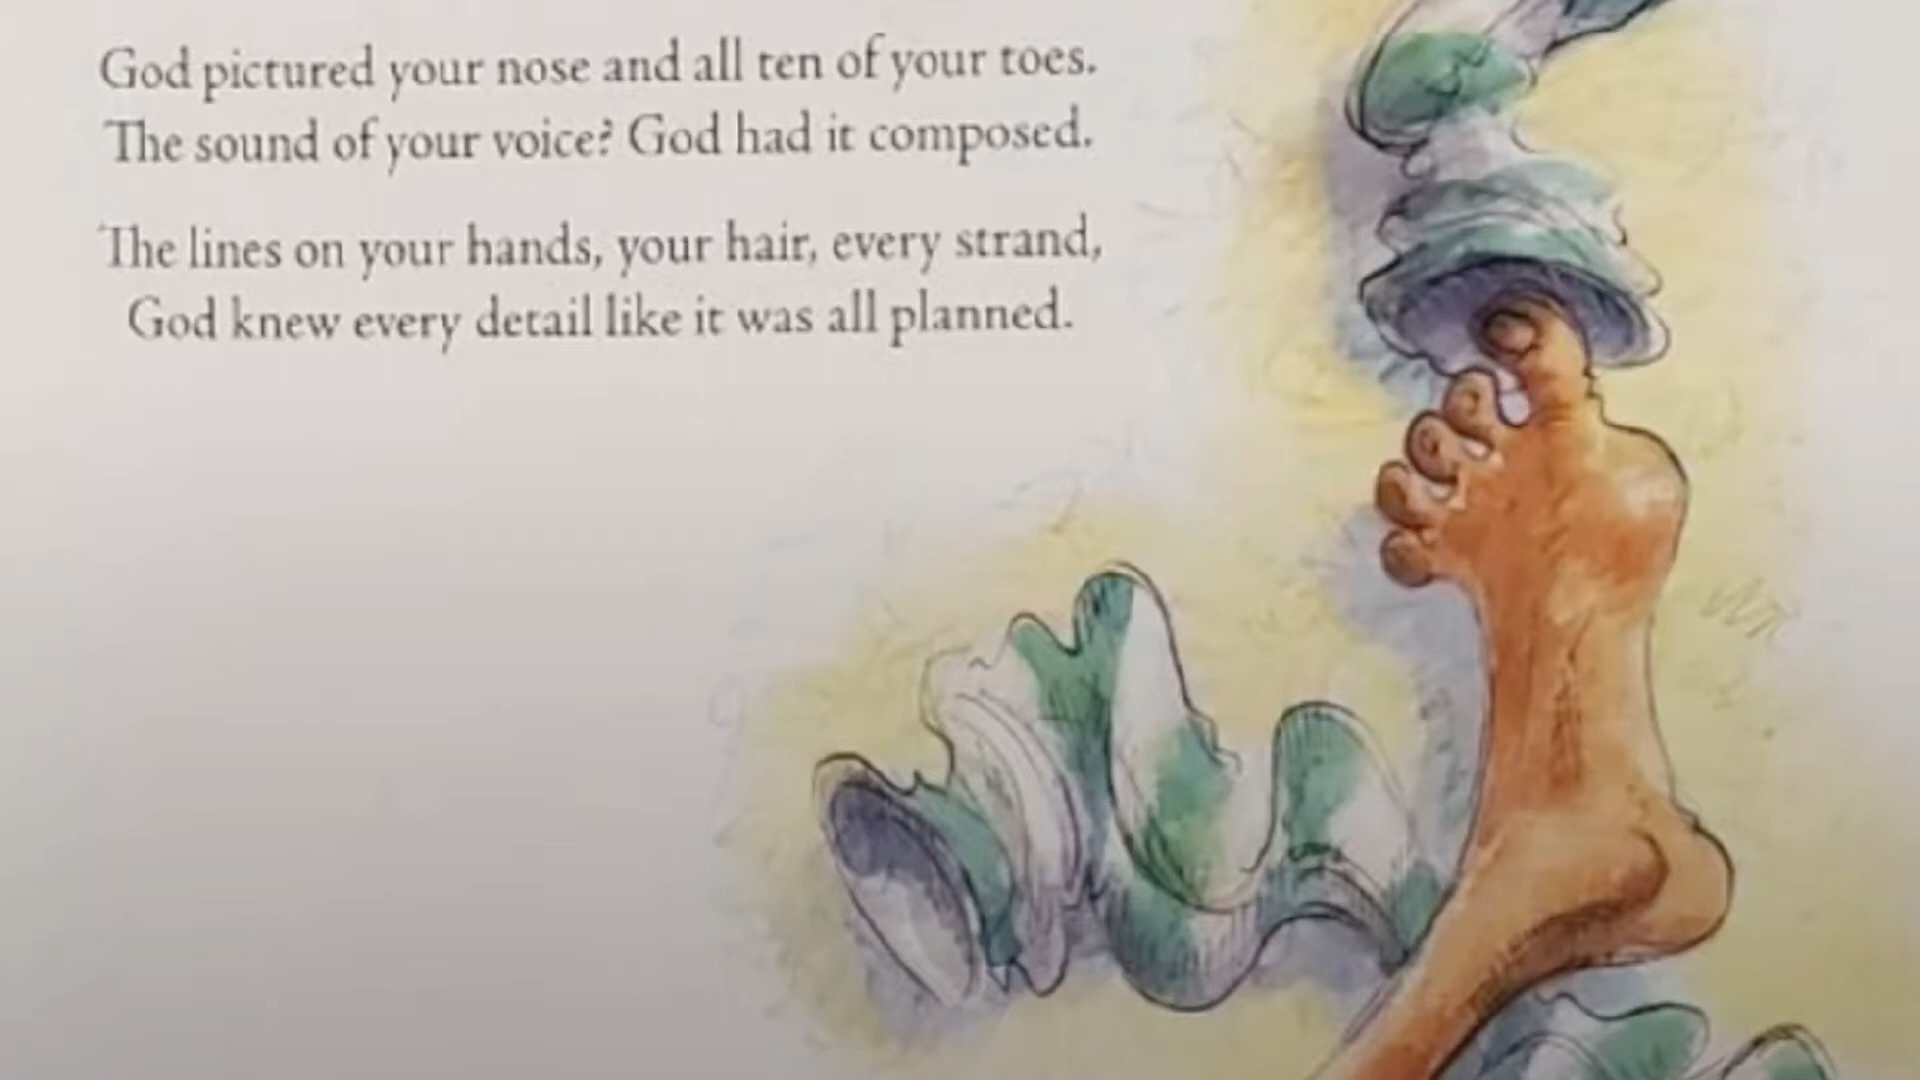 God pictured your nose and all ten of your toes.
The sound of your voice? God had it composed.
The lines on your hands, your hair, every strand,
God knew every detail like it was all planned.